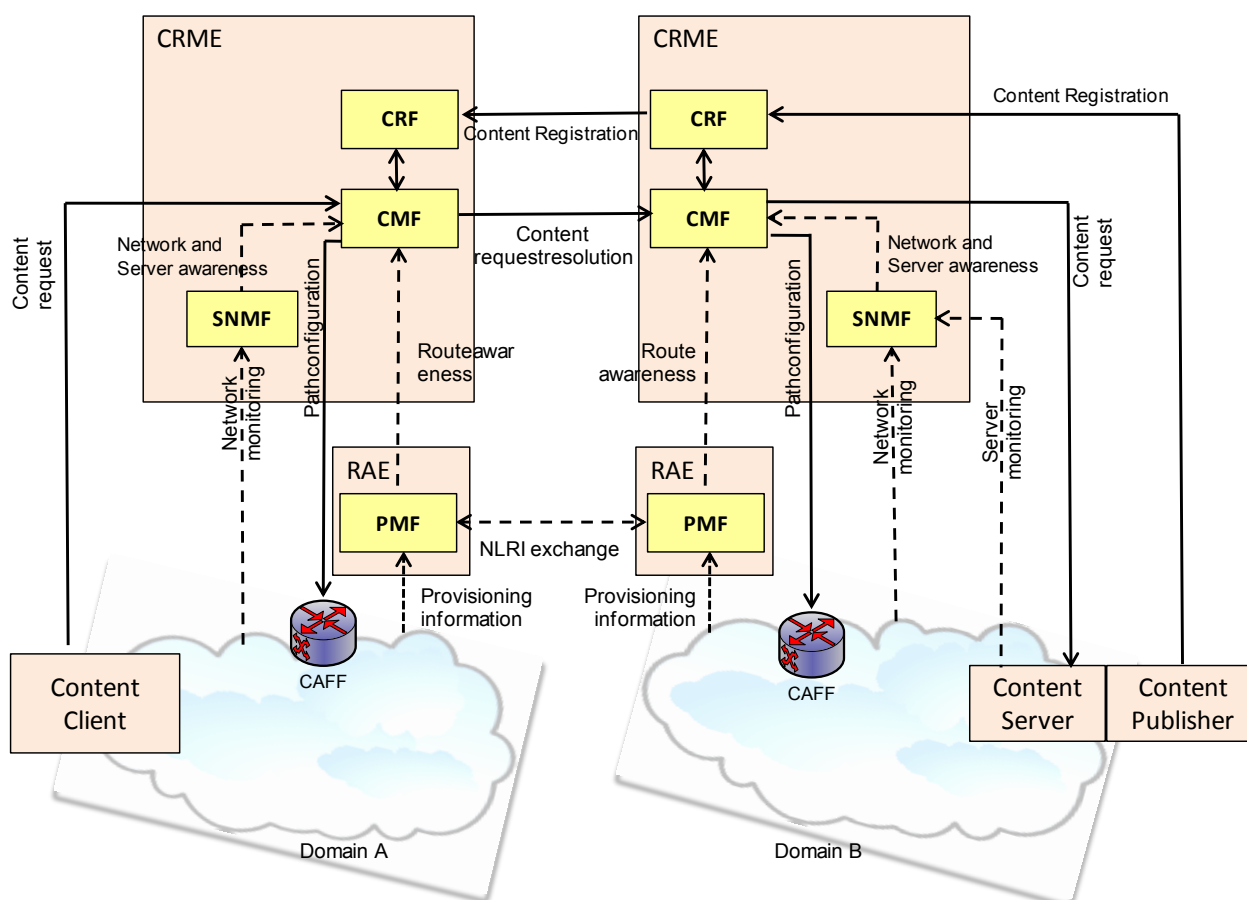 CRME
CRME
CRF
CRF
Content Registration
Content Registration
CMF
CMF
Content
requestresolution
Content
request
Network and
Server awareness
Network and
Server awareness
Content
request
SNMF
SNMF
Pathconfiguration
Pathconfiguration
Routeawar
eness
Route
awareness
Network
monitoring
Network
monitoring
Server
monitoring
RAE
RAE
PMF
PMF
NLRI exchange
Provisioning
information
Provisioning
information
CAFF
CAFF
Content
Client
Content
Server
Content
Publisher
Domain A
Domain B